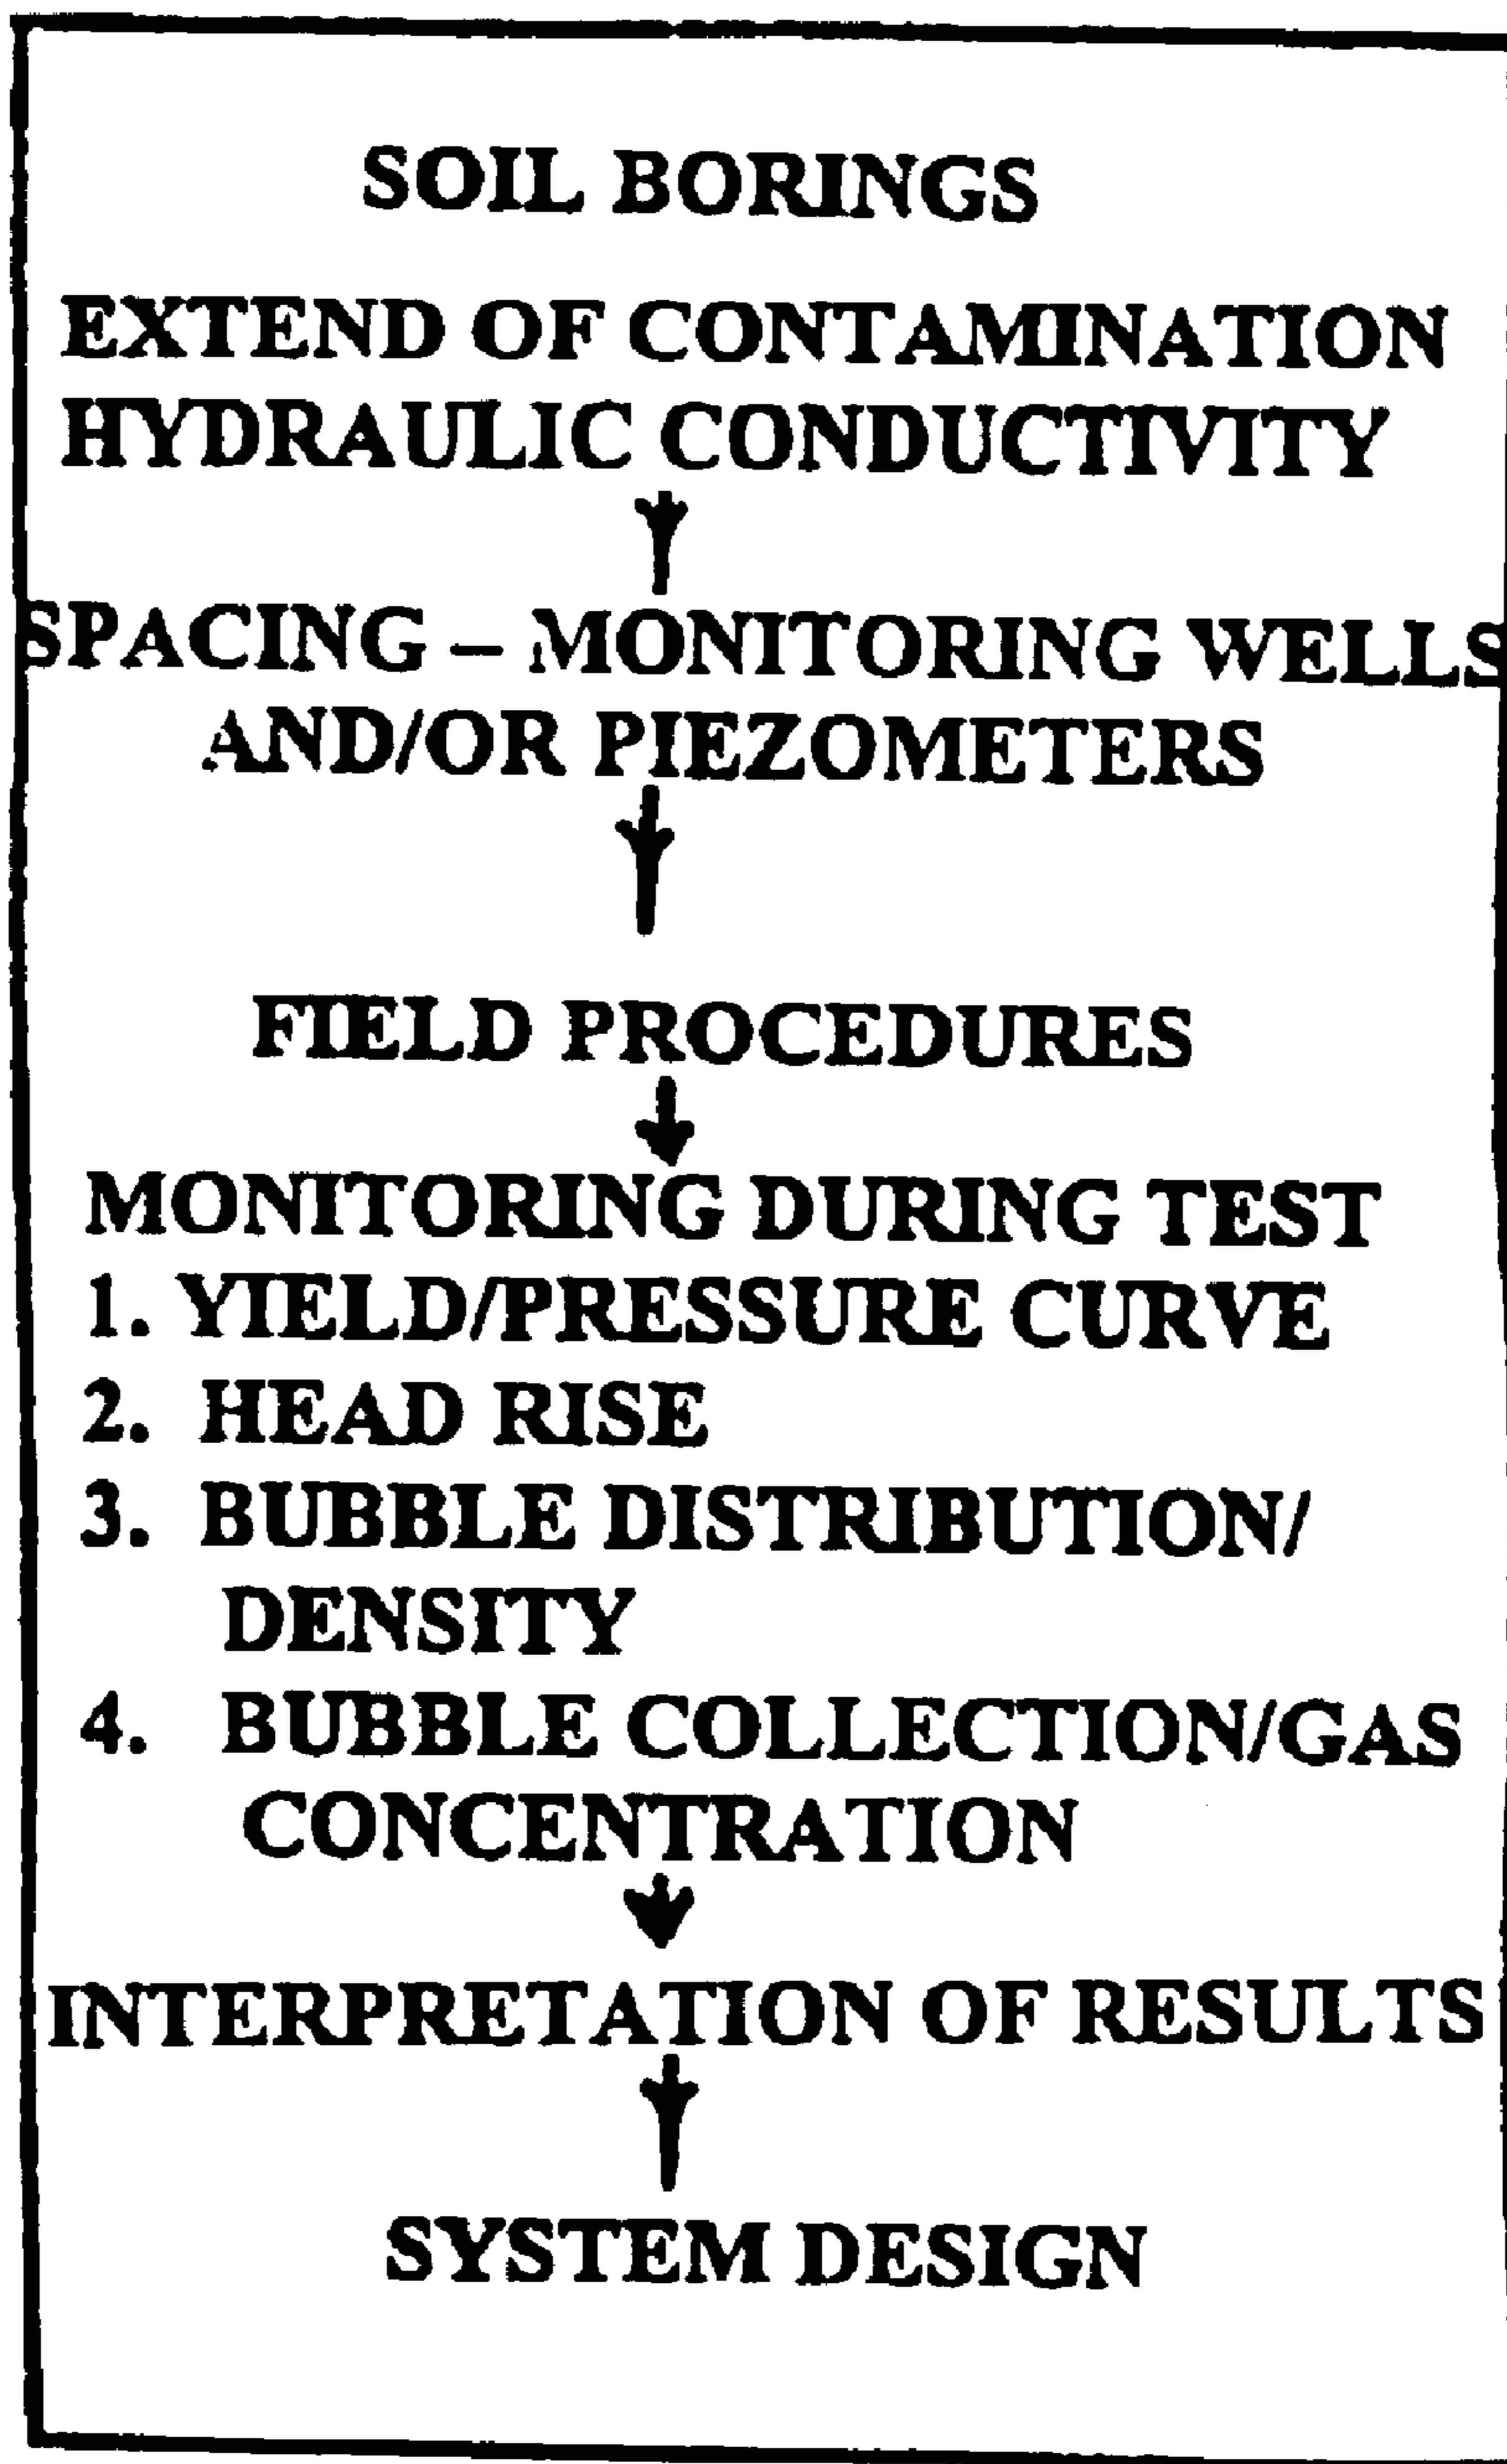 SOIL BORINGS
EXTEND OF CONTAMINATION
HYDRAULIC CONDUCTIVITY
SPACING – MONITORING WELLS
AND/OR PIEZOMETERS
FIELD PROCEDURES
MONITORING DURING TEST
1. YIELD/PRESSURE CURVE
2. HEAD RISE
3. BUBBLE DISTRIBUTION/
DENSITY
4. BUBBLE COLLECTION/GAS
CONCENTRATION
INTERPRETATION OF RESULTS
SYSTEM DESIGN